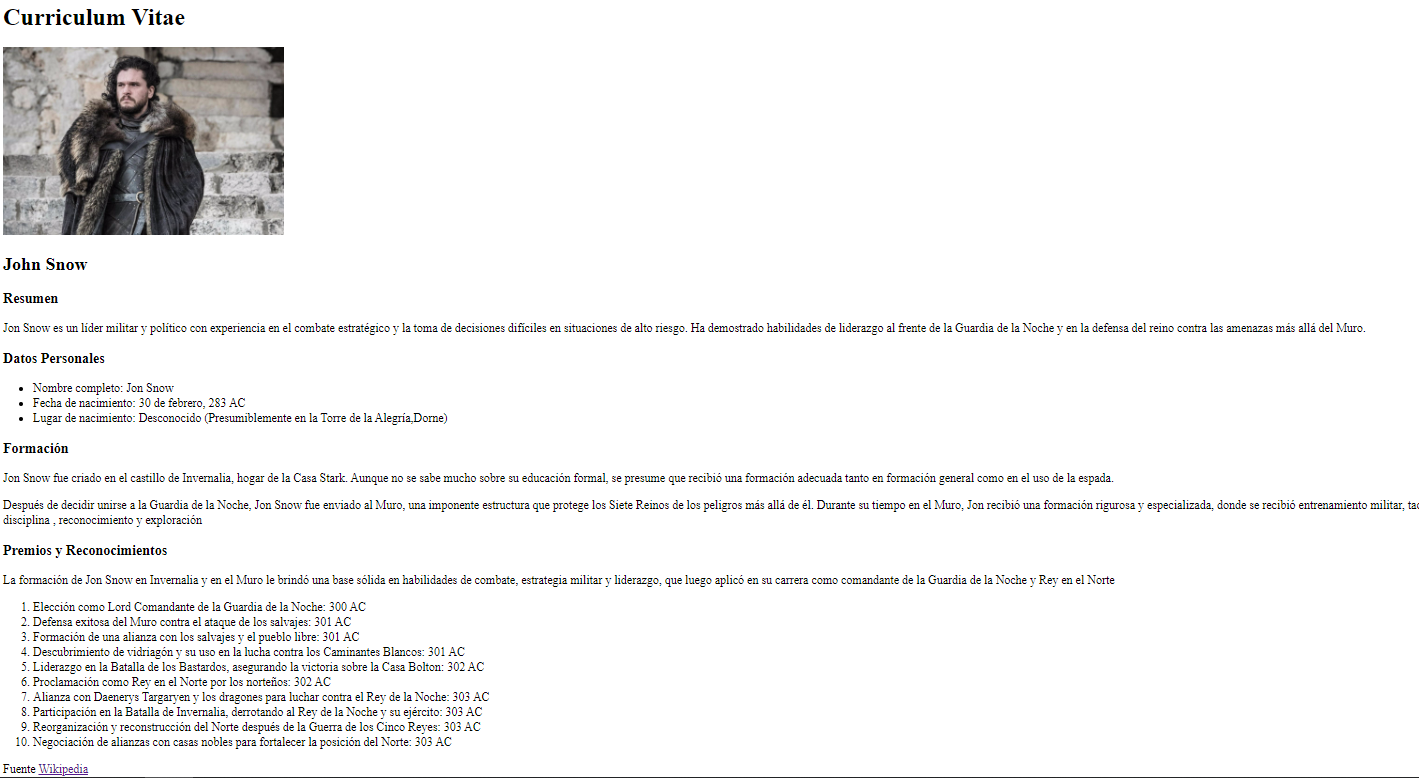 Curriculum Vitae
John Snow
Resumen
Jon Snow es un líder militar y político con experiencia en el combate estratégico y la toma de decisiones difíciles en situaciones de alto riesgo. Ha demostrado habilidades de liderazgo al frente de la Guardia de la Noche y en la defensa del reino contra las amenazas más allá del Muro.
Datos Personales
• Nombre completo: Jon Snow
• Fecha de nacimiento: 30 de febrero, 283 AC
• Lugar de nacimiento: Desconocido (Presumiblemente en la Torre de la Alegría,Dorne)
Formación
Jon Snow fue criado en el castillo de Invernalia, hogar de la Casa Stark. Aunque no se sabe mucho sobre su educación formal, se presume que recibió una formación adecuada tanto en formación general como en el uso de la espada.
Después de decidir unirse a la Guardia de la Noche, Jon Snow fue enviado al Muro, una imponente estructura que protege los Siete Reinos de los peligros más allá de él. Durante su tiempo en el Muro, Jon recibió una formación rigurosa y especializada, donde se recibió entrenamiento militar,
disciplina , reconocimiento y exploración
Premios y Reconocimientos
La formación de Jon Snow en Invernalia y en el Muro le brindó una base sólida en habilidades de combate, estrategia militar y liderazgo, que luego aplicó en su carrera como comandante de la Guardia de la Noche y Rey en el Norte
1. Elección como Lord Comandante de la Guardia de la Noche: 300 AC
2. Defensa exitosa del Muro contra el ataque de los salvajes: 301 AC
3. Formación de una alianza con los salvajes y el pueblo libre: 301 AC
4. Descubrimiento de vidriagón y su uso en la lucha contra los Caminantes Blancos: 301 AC
5. Liderazgo en la Batalla de los Bastardos, asegurando la victoria sobre la Casa Bolton: 302 AC
6. Proclamación como Rey en el Norte por los norteños: 302 AC
7. Alianza con Daenerys Targaryen y los dragones para luchar contra el Rey de la Noche: 303 AC
8. Participación en la Batalla de Invernalia, derrotando al Rey de la Noche y su ejército: 303 AC
9. Reorganización y reconstrucción del Norte después de la Guerra de los Cinco Reyes: 303 AC
10. Negociación de alianzas con casas nobles para fortalecer la posición del Norte: 303 AC
Fuente Wikipedia